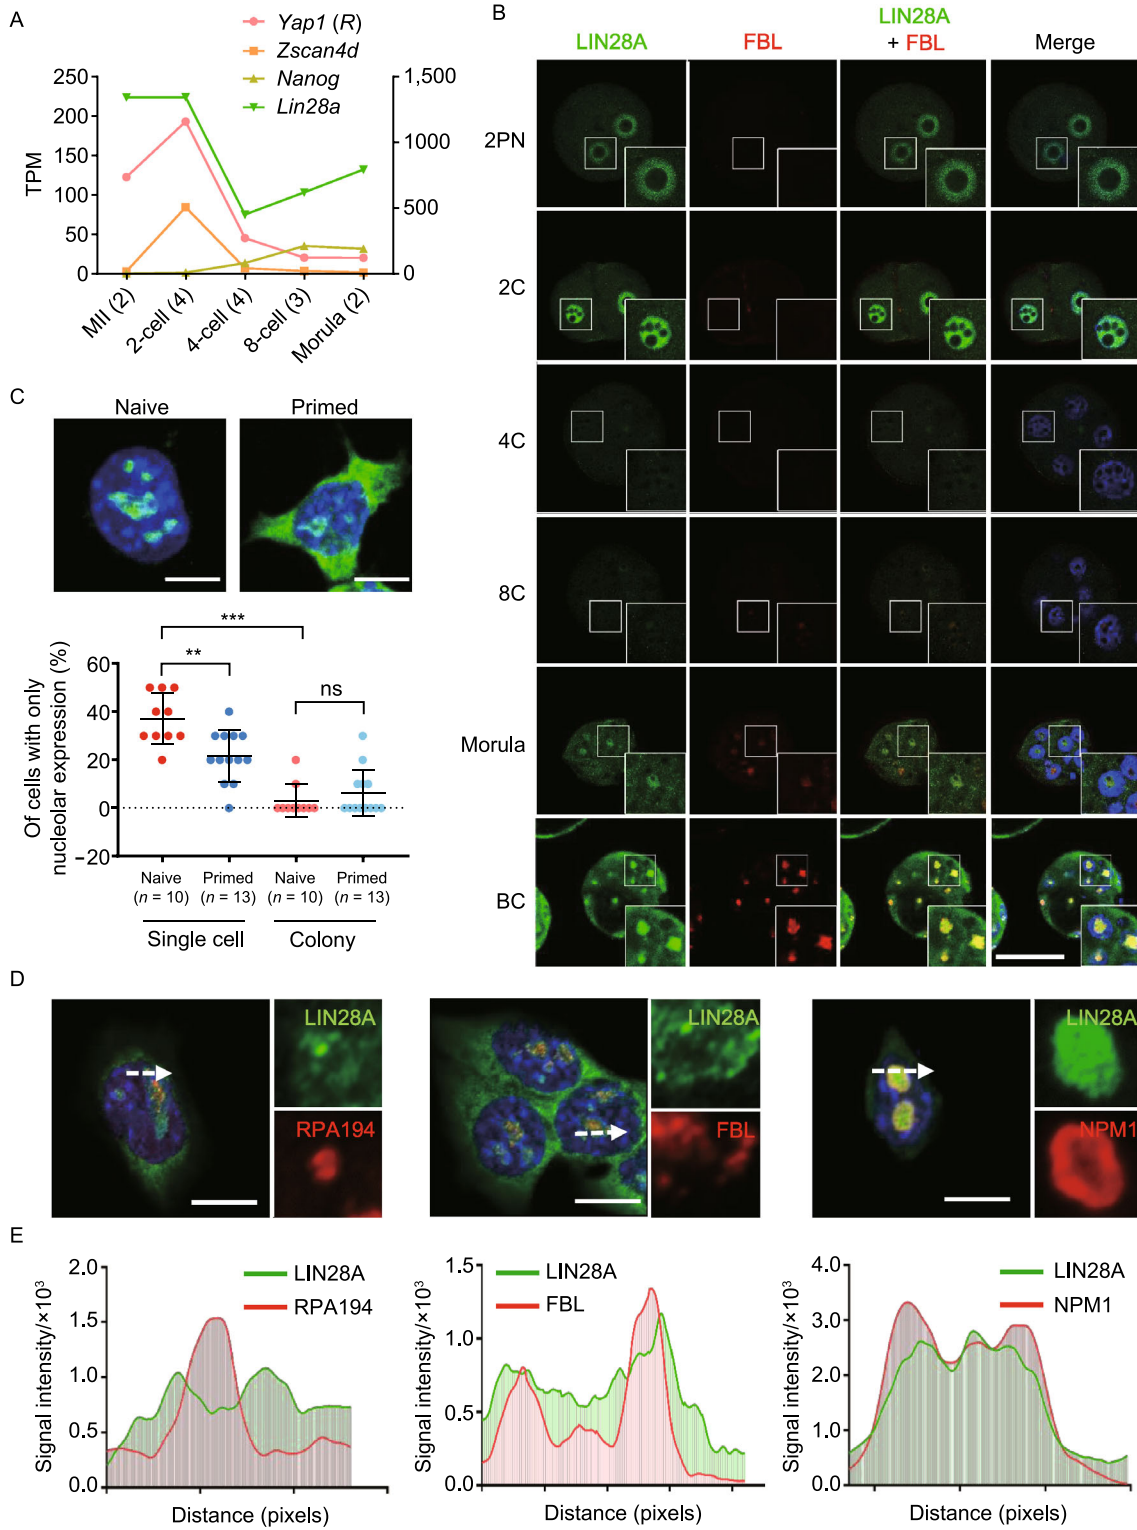 A
Yap1 (R)
Zscan4d
Nanog
Lin28a
TPM
250
200
150
100
50
0
1,500
1000
500
0
MII (2)
2-cell (4)
4-cell (4)
8-cell (3)
Morula (2)
B
LIN28A
FBL
LIN28A
+ FBL
Merge
2PN
2C
4C
8C
Morula
BC
C
Naive
Primed
Of cells with only
nucleolar expression (%)
60
40
20
0
−20
***
**
ns
Naive
(n = 10)
Primed
(n = 13)
Naive
(n = 10)
Primed
(n = 13)
Single cell
Colony
D
LIN28A
RPA194
LIN28A
FBL
LIN28A
NPM1
E
Signal intensity/×10³
2.0
1.5
1.0
0.5
0.0
LIN28A
RPA194
Distance (pixels)
Signal intensity/×10³
1.5
1.0
0.5
0.0
LIN28A
FBL
Distance (pixels)
Signal intensity/×10³
4.0
3.0
2.0
1.0
0.0
LIN28A
NPM1
Distance (pixels)